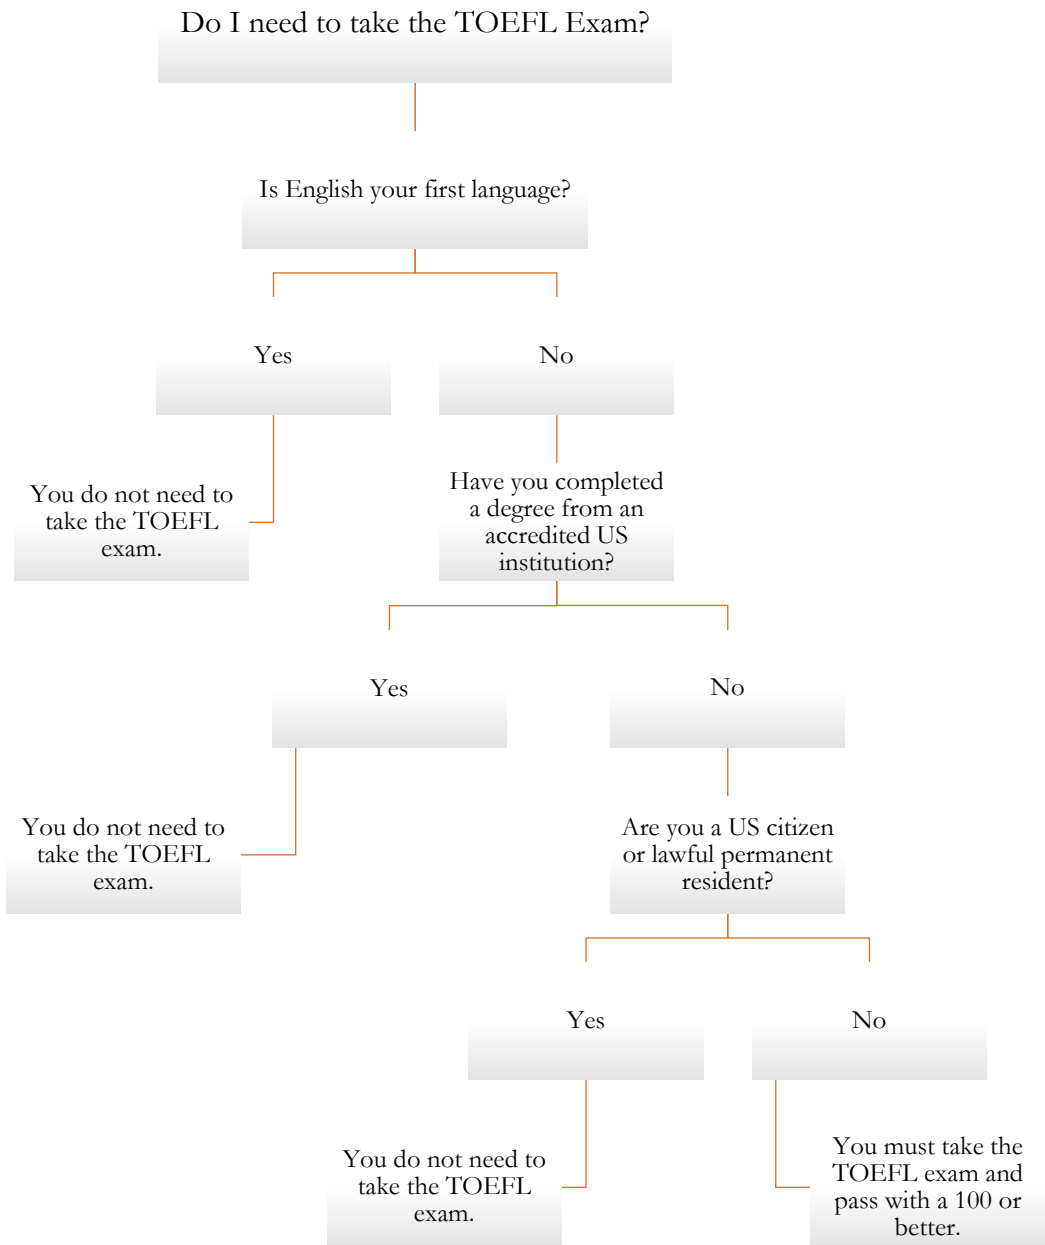 Do I need to take the TOEFL Exam?
Is English your first language?
Yes
No
You do not need to
take the TOEFL
exam.
Have you completed
a degree from an
accredited US
institution?
Yes
No
You do not need to
take the TOEFL
exam.
Are you a US citizen
or lawful permanent
resident?
Yes
No
You do not need to
take the TOEFL
exam.
You must take the
TOEFL exam and
pass with a 100 or
better.